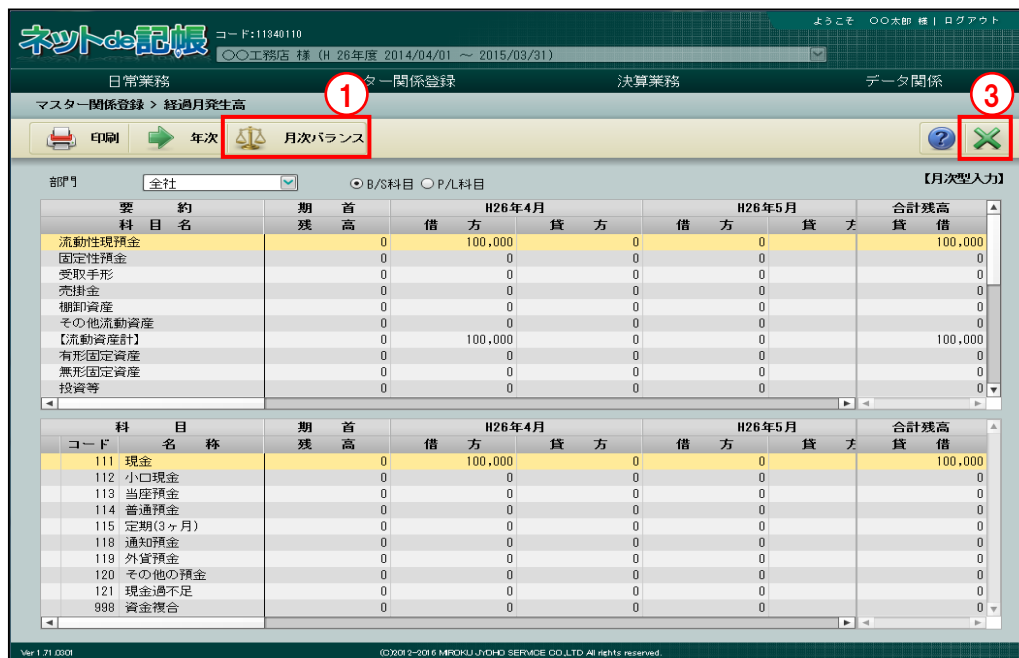 ようこそ ○○太郎 様 | ログアウト
ネットde記帳 コード:11340110
○○工務店 様 (H 26年度 2014/04/01 ～ 2015/03/31)
日常業務 ター関係登録 決算業務 データ関係
マスター関係登録 > 経過月発生高
① ③
印刷 年次 月次バランス ?
部門 全社 B/S科目 P/L科目 【月次型入力】
要 約 期 首 H26年4月 H26年5月 合計残高
科 目 名 残 高 借 方 貸 方 借 方 貸 方 貸 借
流動性現預金 0 100,000 0 0 100,000
固定性預金 0 0 0 0 0
受取手形 0 0 0 0 0
売掛金 0 0 0 0 0
棚卸資産 0 0 0 0 0
その他流動資産 0 0 0 0 0
【流動資産計】 0 100,000 0 0 100,000
有形固定資産 0 0 0 0 0
無形固定資産 0 0 0 0 0
投資等 0 0 0 0 0
科 目 期 首 H26年4月 H26年5月 合計残高
コード 名 称 残 高 借 方 貸 方 借 方 貸 方 貸 借
111 現金 0 100,000 0 0 100,000
112 小口現金 0 0 0 0 0
113 当座預金 0 0 0 0 0
114 普通預金 0 0 0 0 0
115 定期(3ヶ月) 0 0 0 0 0
118 通知預金 0 0 0 0 0
119 外貨預金 0 0 0 0 0
120 その他の預金 0 0 0 0 0
121 現金過不足 0 0 0 0 0
998 資金複合 0 0 0 0 0
Ver 1.71.0301 (C)2012-2016 MIROKU JYOHO SERVICE CO.,LTD All rights reserved.